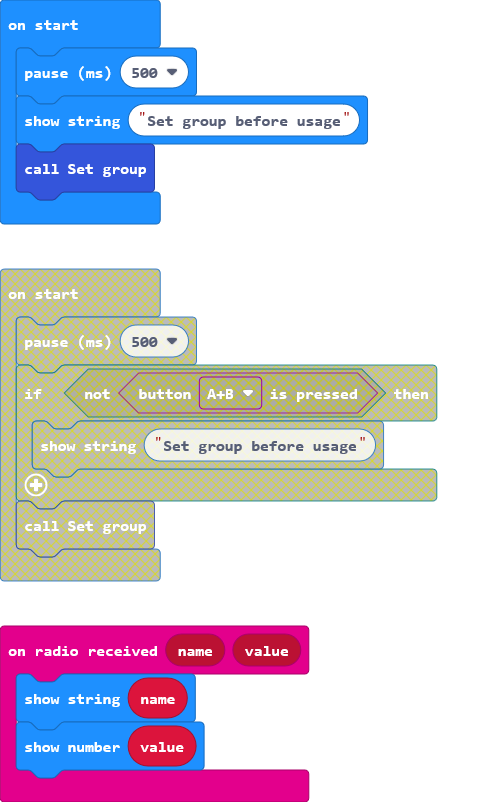 on start
pause (ms) 500
show string "Set group before usage"
call Set group
on start
pause (ms) 500
if not button A+B is pressed then
show string "Set group before usage"
call Set group
on radio received name value
show string name
show number value